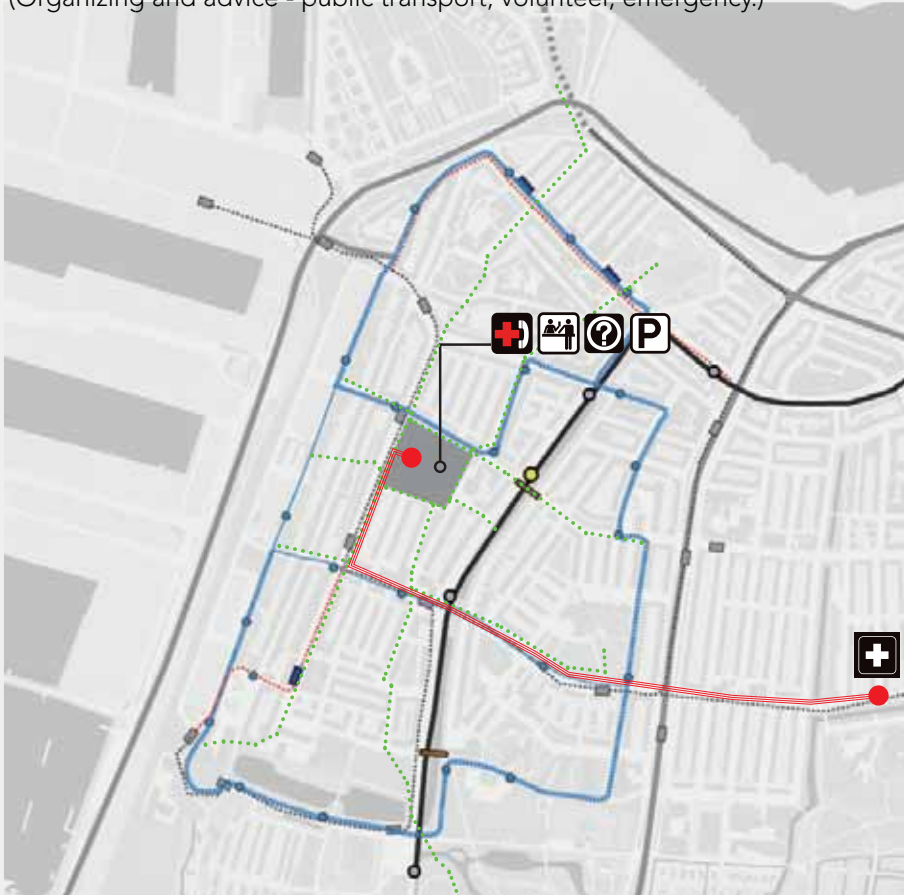 (Organizing and advice - public transport, volunteer, emergency.)
? P